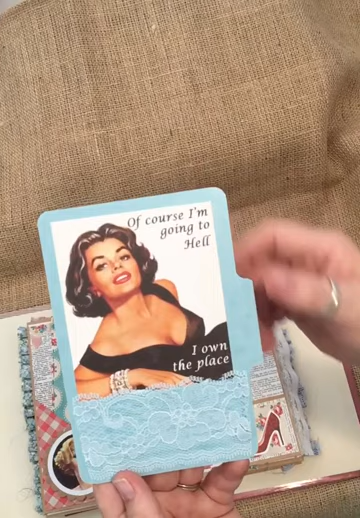 Of course I'm
going to
Hell
I own
the place